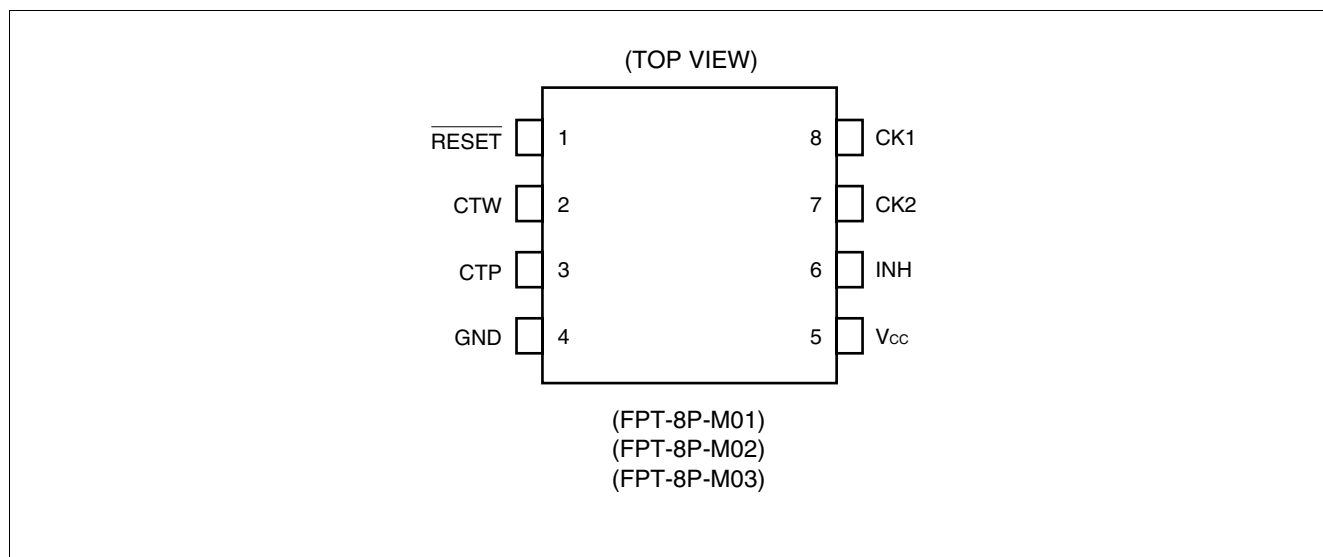 (TOP VIEW)
RESET 1 8 CK1
CTW 2 7 CK2
CTP 3 6 INH
GND 4 5 VCC
(FPT-8P-M01)
(FPT-8P-M02)
(FPT-8P-M03)